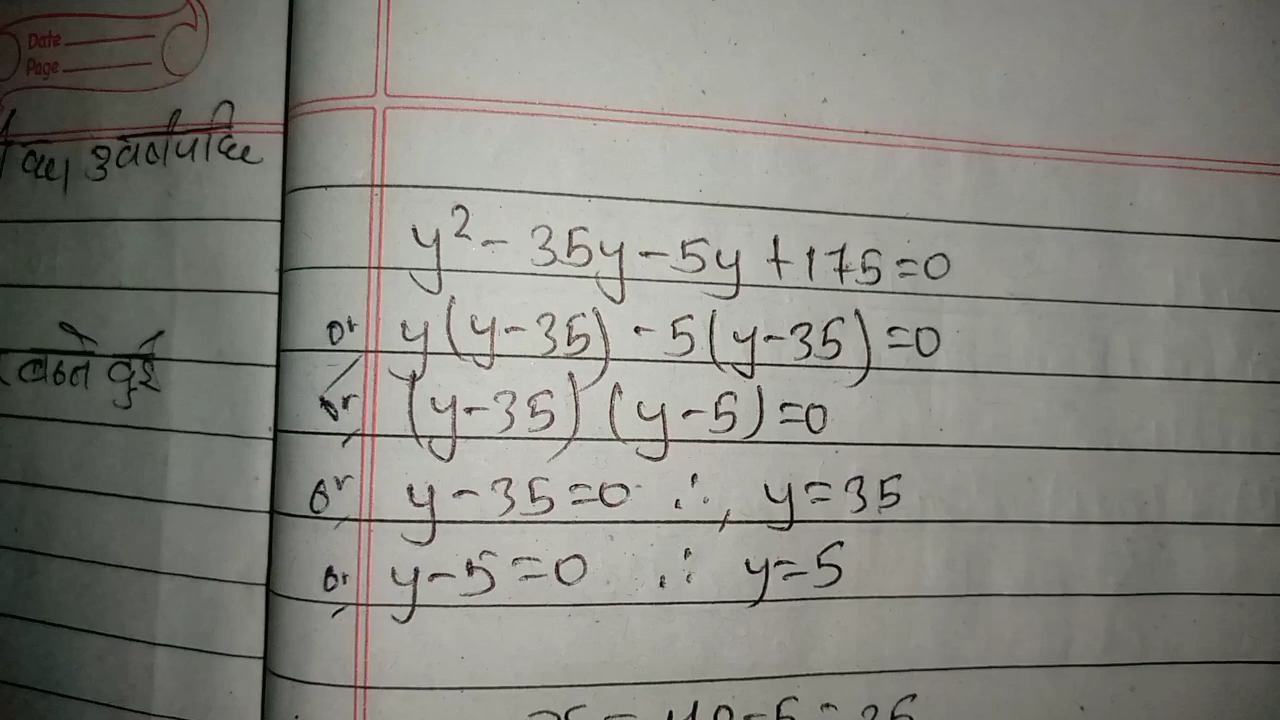 Date
Page
y² - 35y - 5y + 175 = 0
or, y(y - 35) - 5(y - 35) = 0
or, (y - 35) (y - 5) = 0
or, y - 35 = 0 ∴, y = 35
or, y - 5 = 0 ∴ y = 5